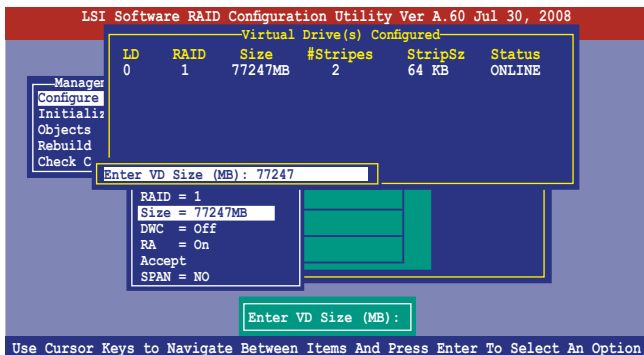 LSI Software RAID Configuration Utility Ver A.60 Jul 30, 2008
Virtual Drive(s) Configured
LD RAID Size #Stripes StripSz Status
0 1 77247MB 2 64 KB ONLINE
Managem
Configure
Initializ
Objects
Rebuild
Check C
Enter VD Size (MB): 77247
RAID = 1
Size = 77247MB
DWC = Off
RA = On
Accept
SPAN = NO
Enter VD Size (MB):
Use Cursor Keys to Navigate Between Items And Press Enter To Select An Option